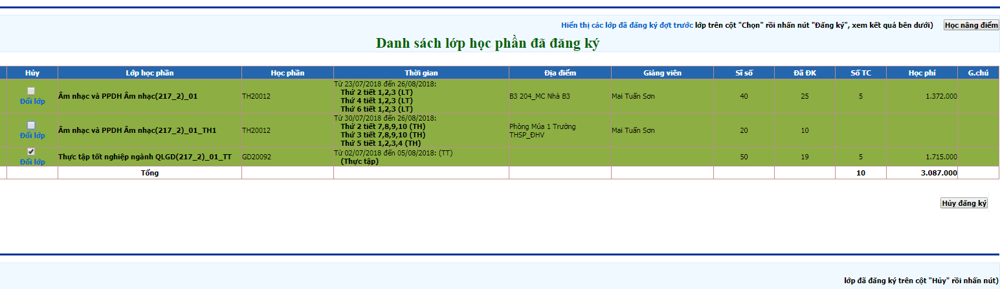 Hiển thị các lớp đã đăng ký đợt trước lớp trên cột "Chọn" rồi nhấn nút "Đăng ký", xem kết quả bên dưới) Học nâng điểm
Danh sách lớp học phần đã đăng ký
Hủy Lớp học phần Học phần Thời gian Địa điểm Giảng viên Sĩ số Đã ĐK Số TC Học phí G.chú
Đổi lớp Âm nhạc và PPDH Âm nhạc(217_2)_01 TH20012
Từ 23/07/2018 đến 26/08/2018:
Thứ 2 tiết 1,2,3 (LT)
Thứ 4 tiết 1,2,3 (LT)
Thứ 6 tiết 1,2,3 (LT)
B3 204_MC Nhà B3 Mai Tuấn Sơn 40 25 5 1.372.000
Đổi lớp Âm nhạc và PPDH Âm nhạc(217_2)_01_TH1 TH20012
Từ 30/07/2018 đến 26/08/2018:
Thứ 2 tiết 7,8,9,10 (TH)
Thứ 3 tiết 7,8,9,10 (TH)
Thứ 5 tiết 1,2,3,4 (TH)
Phòng Múa 1 Trường
THSP_ĐHV
Mai Tuấn Sơn 20 10
Đổi lớp Thực tập tốt nghiệp ngành QLGD(217_2)_01_TT GD20092
Từ 02/07/2018 đến 05/08/2018: (TT)
(Thực tập)
50 19 5 1.715.000
Tổng 10 3.087.000
Hủy đăng ký
lớp đã đăng ký trên cột "Hủy" rồi nhấn nút)